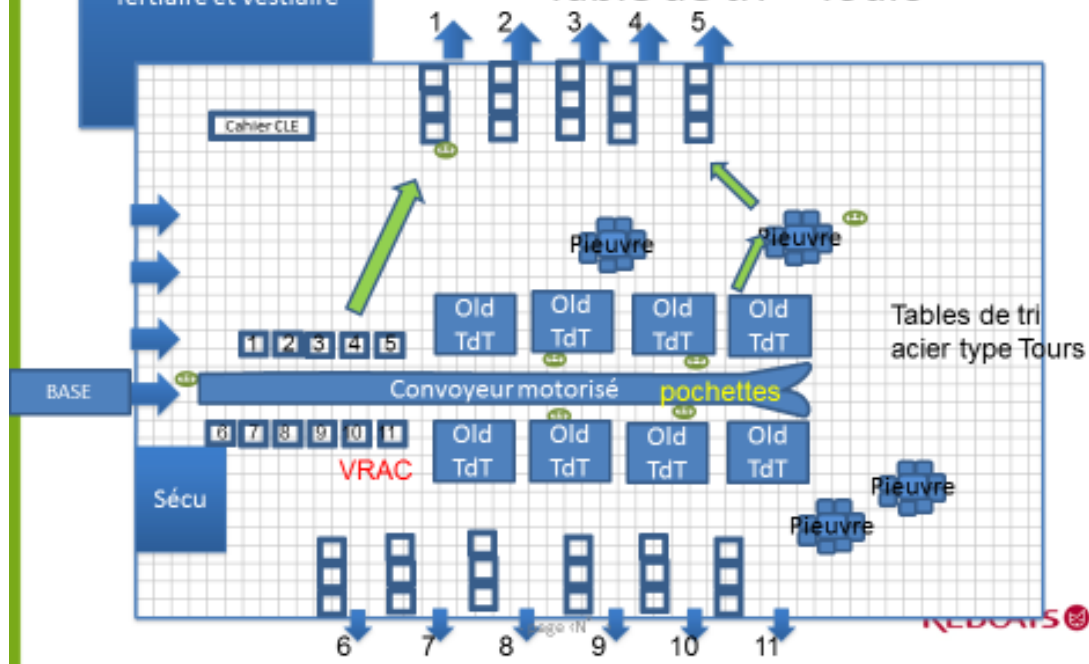 Tertiaire et Vestiaire
1 2 3 4 5
Cahier CLE
Pieuvre
Pieuvre
Old TdT
Old TdT
Old TdT
Old TdT
Tables de tri
acier type Tours
1 2 3 4 5
BASE
Convoyeur motorisé
pochettes
6 7 8 9 10 11
VRAC
Old TdT
Old TdT
Old TdT
Old TdT
Sécu
Pieuvre
Pieuvre
6 7 8 9 10 11
REDCATS